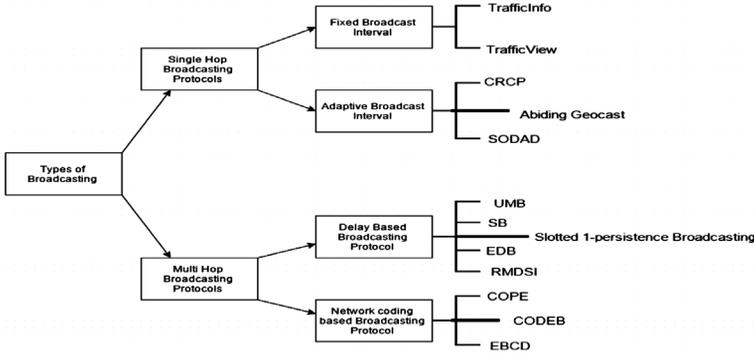 Types of
Broadcasting
Single Hop
Broadcasting
Protocols
Fixed Broadcast
Interval
TrafficInfo
TrafficView
Adaptive Broadcast
Interval
CRCP
Abiding Geocast
SODAD
Multi Hop
Broadcasting
Protocols
Delay Based
Broadcasting
Protocol
UMB
SB
Slotted 1-persistence Broadcasting
EDB
RMDSI
Network coding
based Broadcasting
Protocol
COPE
CODEB
EBCD